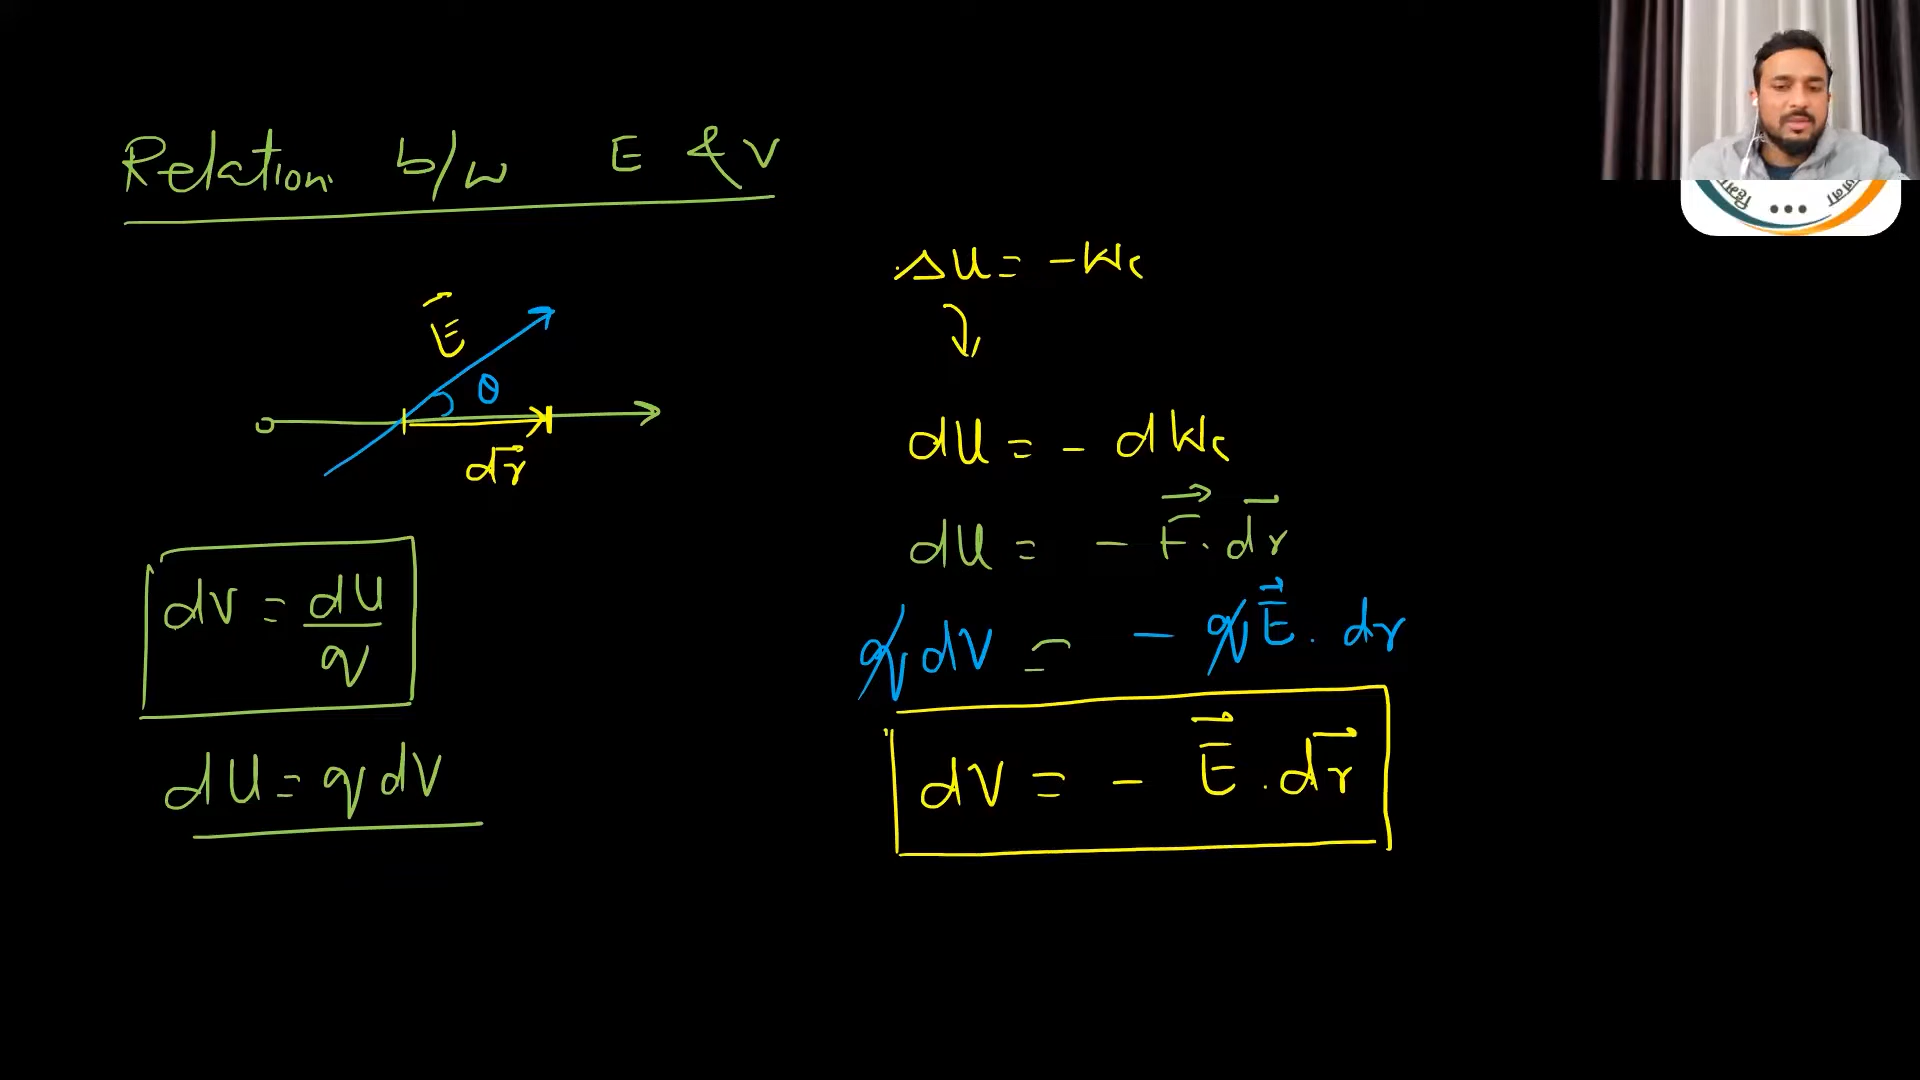 Relation b/w E & V
E⃗
θ
dr⃗
dV = dU/q
dU = q dV
ΔU = -Wc
dU = - dWc
dU = - F⃗ . dr⃗
q dV = - q E⃗ . dr
dV = - E⃗ . dr⃗